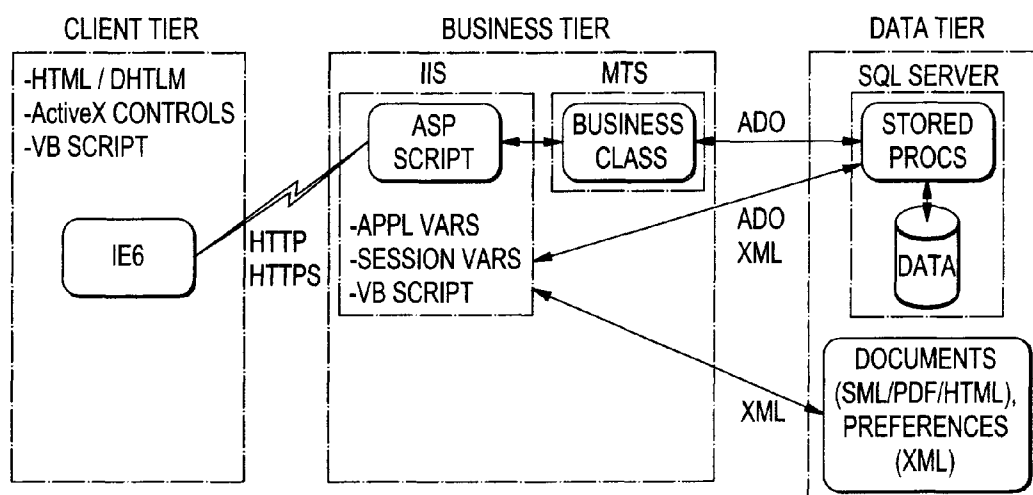 CLIENT TIER
-HTML / DHTLM
-ActiveX CONTROLS
-VB SCRIPT
IE6
HTTP
HTTPS
BUSINESS TIER
IIS
ASP
SCRIPT
-APPL VARS
-SESSION VARS
-VB SCRIPT
MTS
BUSINESS
CLASS
ADO
ADO
XML
XML
DATA TIER
SQL SERVER
STORED
PROCS
DATA
DOCUMENTS
(SML/PDF/HTML),
PREFERENCES
(XML)